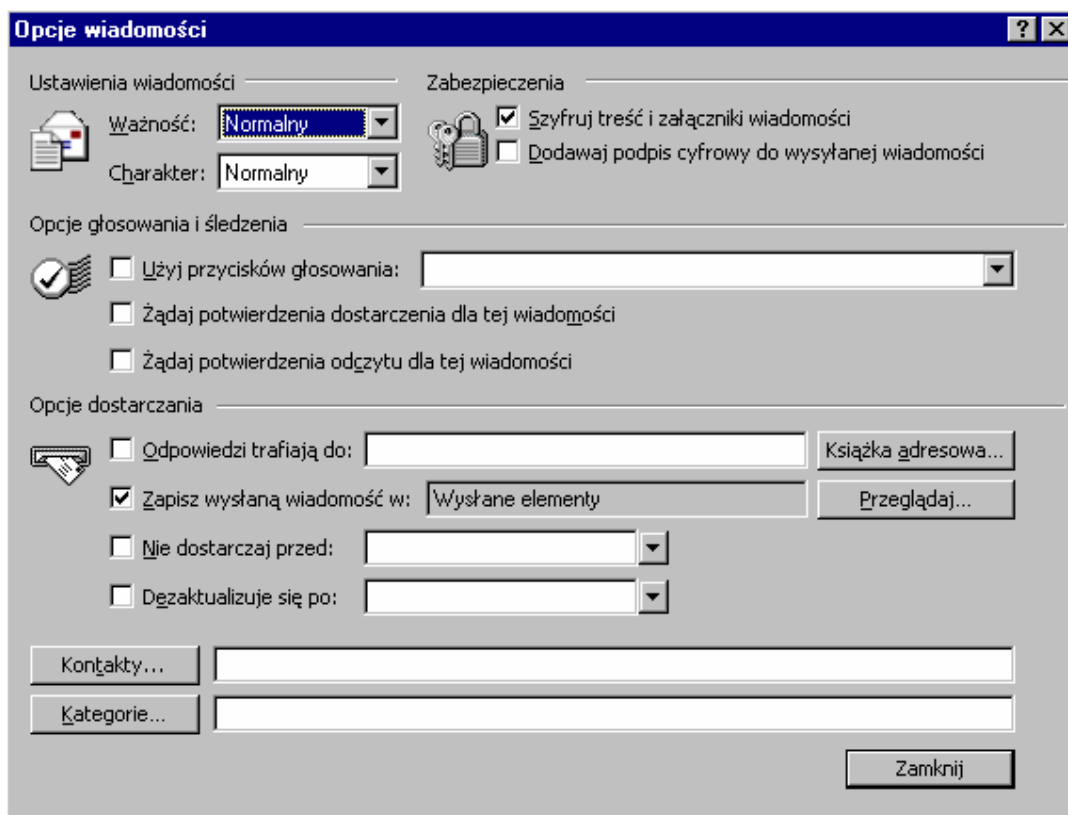 Opcje wiadomości
Ustawienia wiadomości
Zabezpieczenia
Ważność: Normalny
Szyfruj treść i załączniki wiadomości
Charakter: Normalny
Dodawaj podpis cyfrowy do wysyłanej wiadomości
Opcje głosowania i śledzenia
Użyj przycisków głosowania:
Żądaj potwierdzenia dostarczenia dla tej wiadomości
Żądaj potwierdzenia odczytu dla tej wiadomości
Opcje dostarczania
Odpowiedzi trafiają do: Książka adresowa...
Zapisz wysłaną wiadomość w: Wysłane elementy Przeglądaj...
Nie dostarczaj przed:
Dezaktualizuje się po:
Kontakty...
Kategorie...
Zamknij